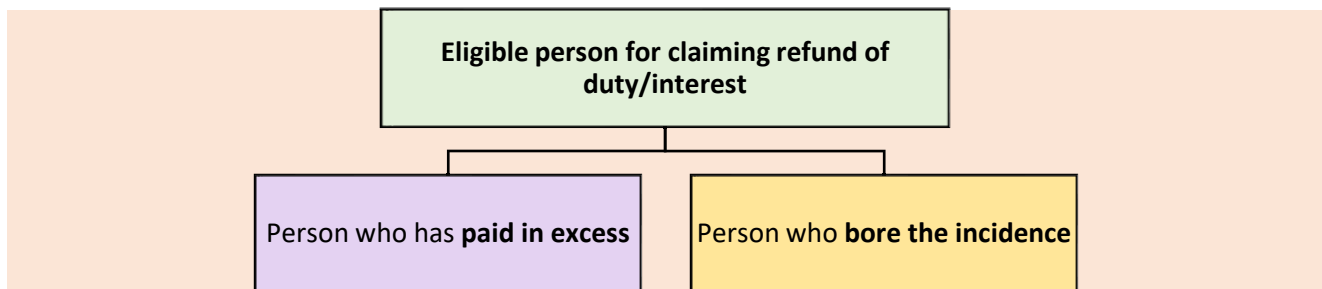 Eligible person for claiming refund of
duty/interest
Person who has paid in excess
Person who bore the incidence